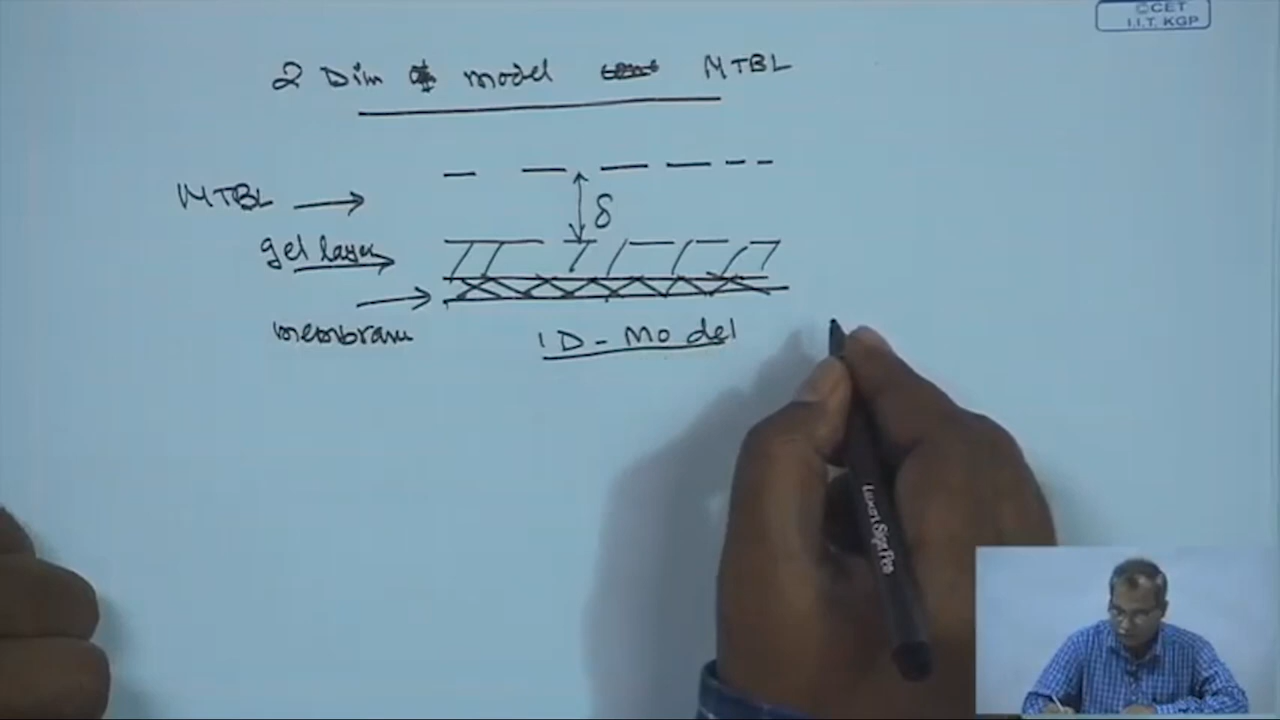 ©CET
I.I.T. KGP
2 Dim model MTBL
MTBL
δ
gel layer
membrane
1D-Model
Luxor Sign Pen